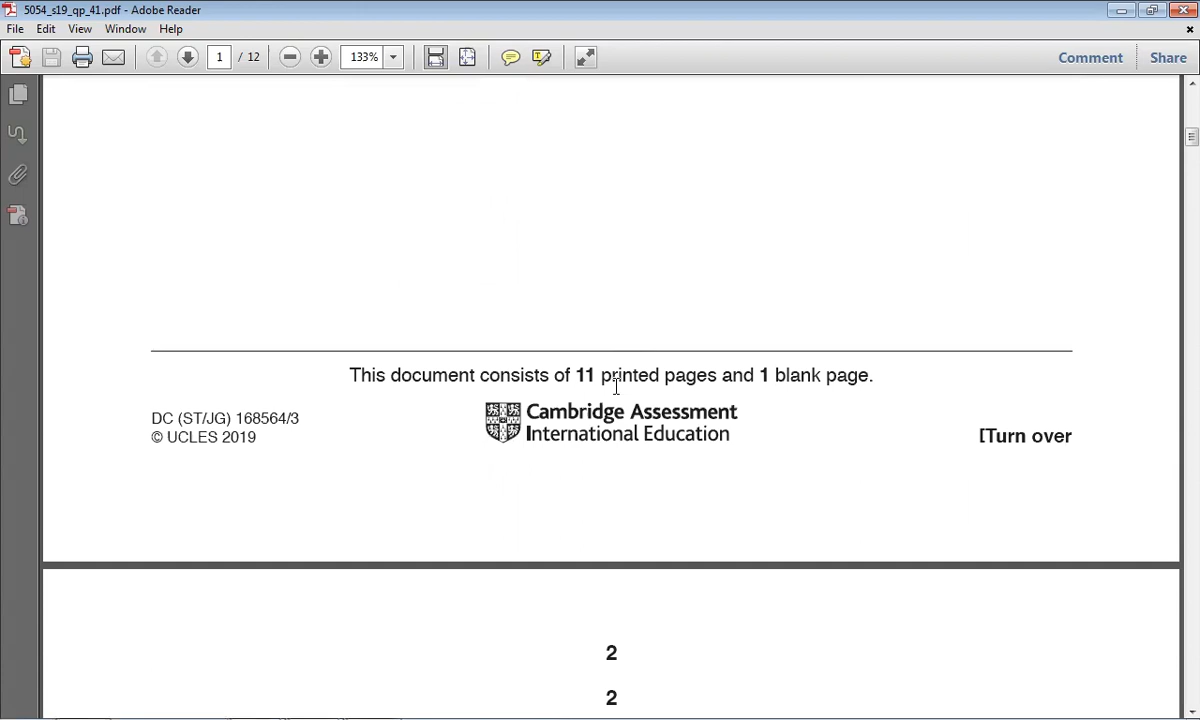 5054_s19_qp_41.pdf - Adobe Reader
File Edit View Window Help
1 / 12 133% Comment Share
This document consists of 11 printed pages and 1 blank page.
DC (ST/JG) 168564/3
© UCLES 2019
Cambridge Assessment
International Education
[Turn over
2
2